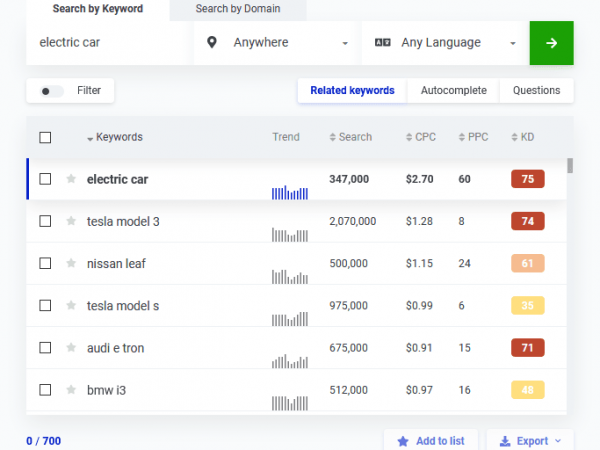 Search by Keyword Search by Domain
electric car Anywhere Any Language
Filter Related keywords Autocomplete Questions
Keywords Trend Search CPC PPC KD
electric car 347,000 $2.70 60 75
tesla model 3 2,070,000 $1.28 8 74
nissan leaf 500,000 $1.15 24 61
tesla model s 975,000 $0.99 6 35
audi e tron 675,000 $0.91 15 71
bmw i3 512,000 $0.97 16 48
0 / 700 Add to list Export